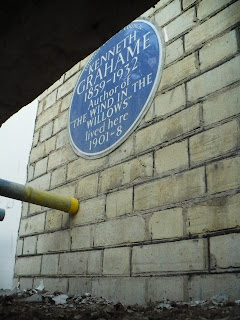 KENNETH
GRAHAME
1859-1932
Author of
"THE WIND IN THE
WILLOWS"
lived here
1901-8